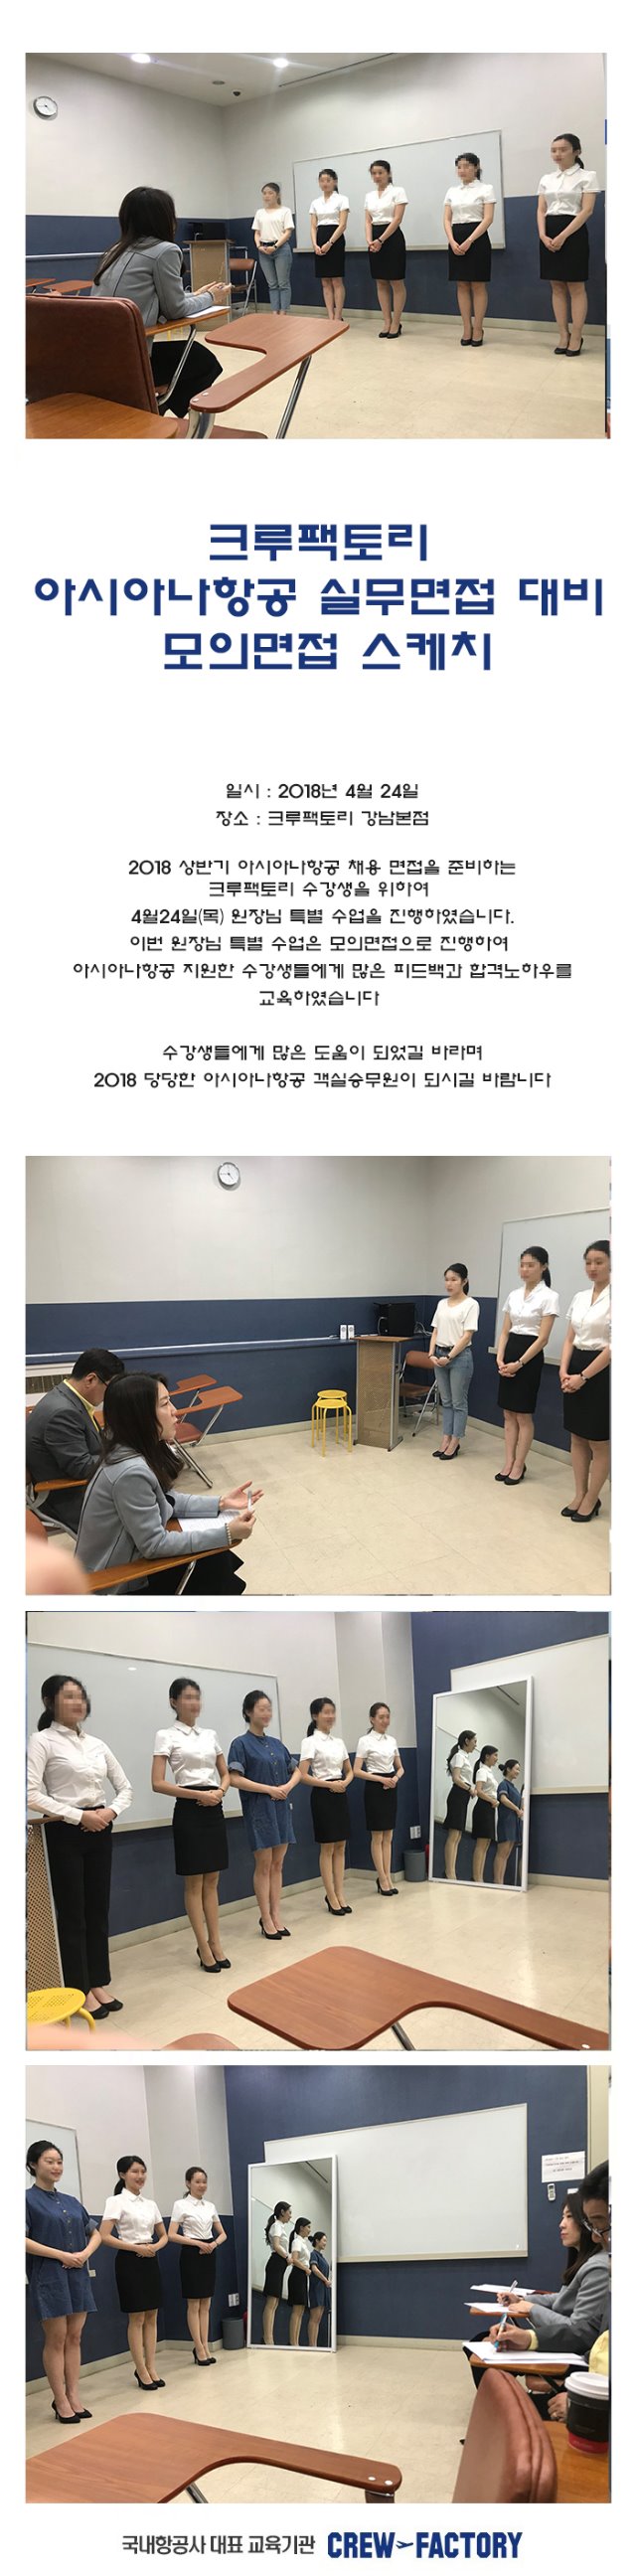 크루팩토리
아시아나항공 실무면접 대비
모의면접 스케치
일시 : 2018년 4월 24일
장소 : 크루팩토리 강남본점
2018 상반기 아시아나항공 채용 면접을 준비하는
크루팩토리 수강생을 위하여
4월24일(목) 원장님 특별 수업을 진행하였습니다.
이번 원장님 특별 수업은 모의면접으로 진행하여
아시아나항공 지원한 수강생들에게 많은 피드백과 합격노하우를
교육하였습니다
수강생들에게 많은 도움이 되었길 바라며
2018 당당한 아시아나항공 객실승무원이 되시길 바랍니다
국내항공사 대표 교육기관 CREW FACTORY